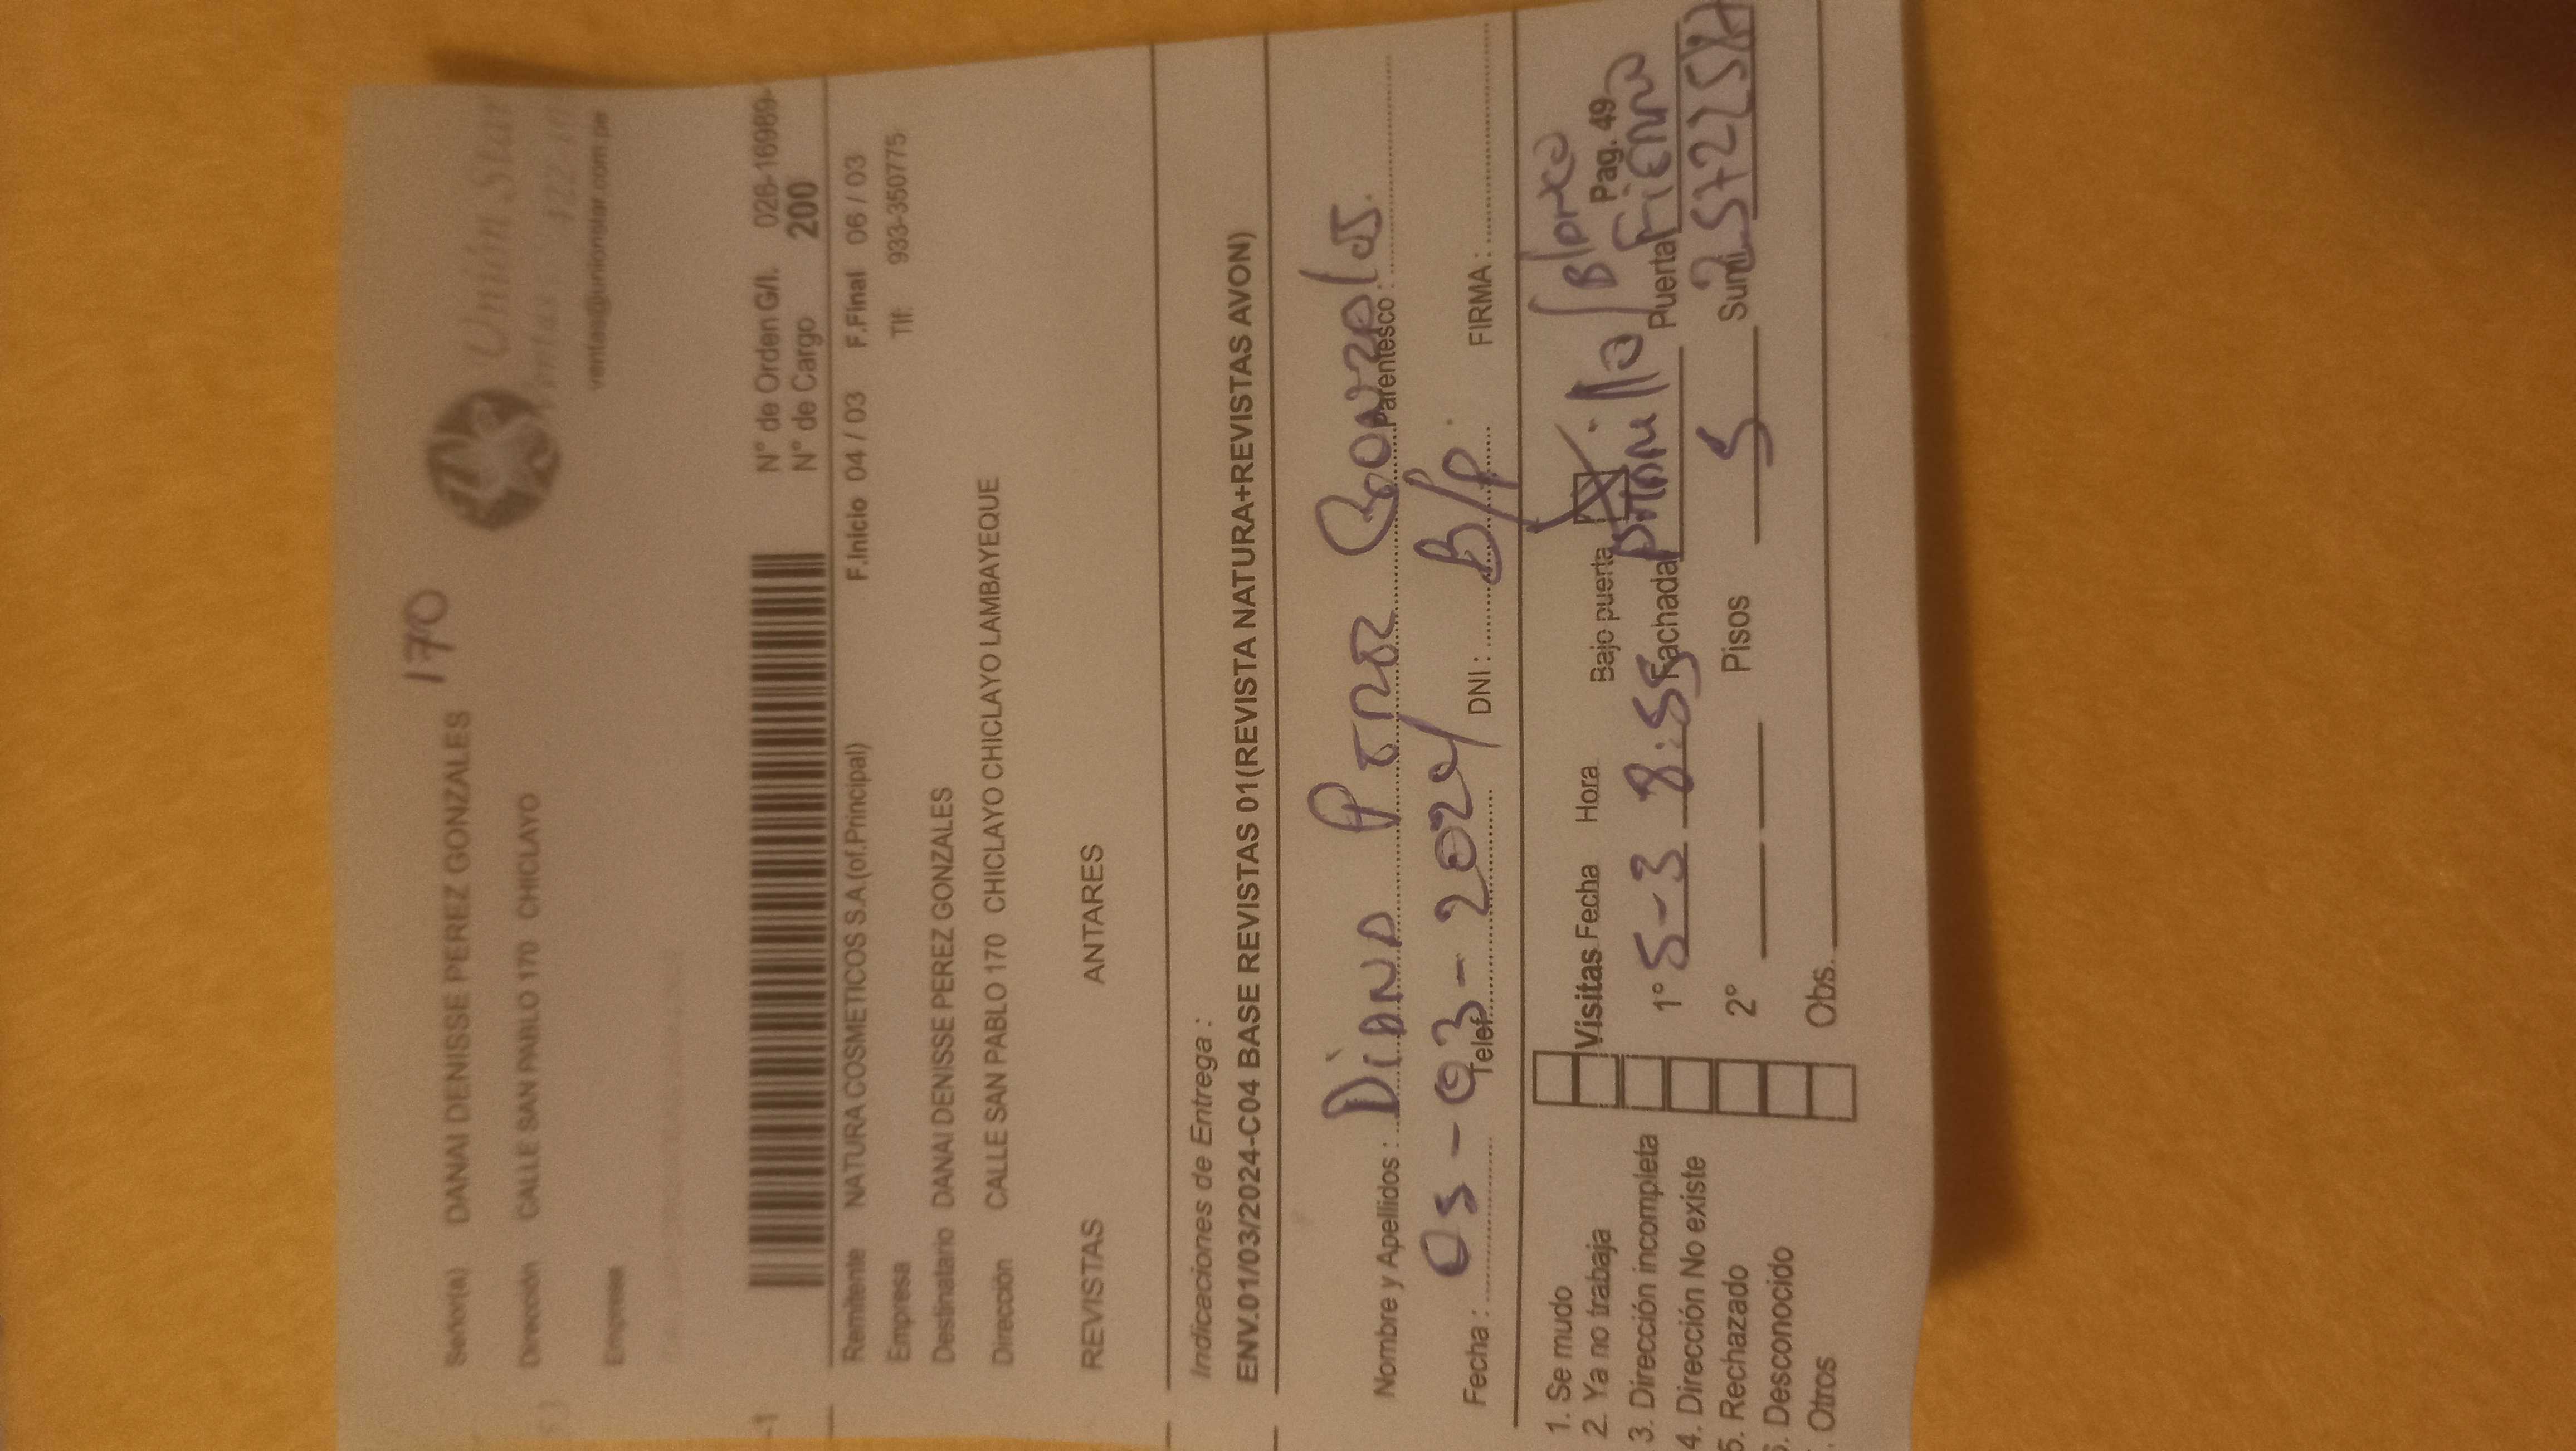 170
Señor(a) DANAI DENISSE PEREZ GONZALES
Unión Star
Dirección CALLE SAN PABLO 170 CHICLAYO
Empresa
ventas@unionstar.com.pe
N° de Orden G/I. 026-16989-
-1
N° de Cargo 200
Remitente NATURA COSMETICOS S.A.(of.Principal) F.Inicio 04 / 03 F.Final 06 / 03
Empresa Tlf: 933-350775
Destinatario DANAI DENISSE PEREZ GONZALES
Dirección CALLE SAN PABLO 170 CHICLAYO CHICLAYO CHICLAYO LAMBAYEQUE
REVISTAS ANTARES
Indicaciones de Entrega :
ENV.01/03/2024-C04 BASE REVISTAS 01(REVISTA NATURA+REVISTAS AVON)
Nombre y Apellidos : Parentesco :
05-03-2024 B/P
Fecha : Telef. DNI : FIRMA :
1. Se mudo
2. Ya no trabaja Visitas Fecha Hora Bajo puerta Pag. 49
3. Dirección incompleta 1° 5-3 8:55 Fachada Puerta Fierro
4. Dirección No existe
5. Rechazado 2° Pisos Sumi
. Desconocido
. Otros Obs.